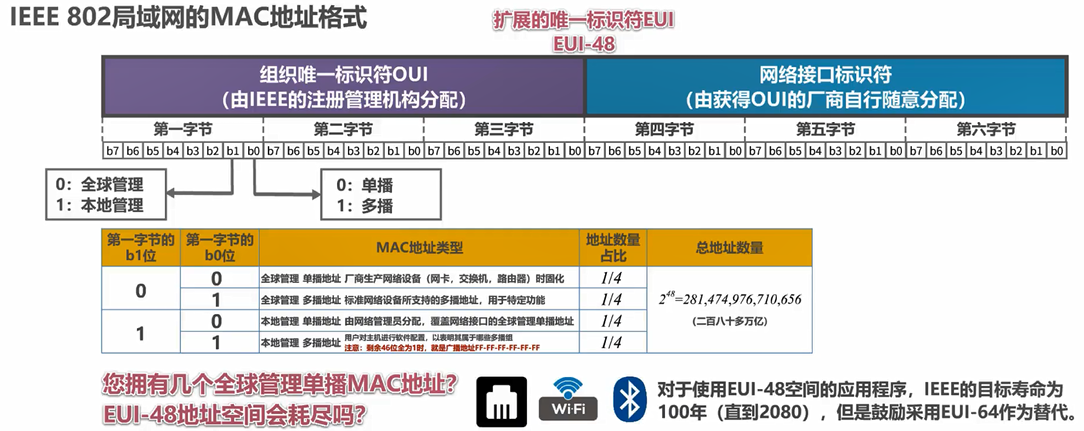 IEEE 802局域网的MAC地址格式
扩展的唯一标识符EUI
EUI-48
组织唯一标识符OUI
（由IEEE的注册管理机构分配）
网络接口标识符
（由获得OUI的厂商自行随意分配）
第一字节 第二字节 第三字节 第四字节 第五字节 第六字节
b7 b6 b5 b4 b3 b2 b1 b0 b7 b6 b5 b4 b3 b2 b1 b0 b7 b6 b5 b4 b3 b2 b1 b0 b7 b6 b5 b4 b3 b2 b1 b0 b7 b6 b5 b4 b3 b2 b1 b0 b7 b6 b5 b4 b3 b2 b1 b0
0：全球管理
1：本地管理
0：单播
1：多播
第一字节的b1位 第一字节的b0位 MAC地址类型 地址数量占比 总地址数量
0 0 全球管理 单播地址 厂商生产网络设备（网卡，交换机，路由器）时固化 1/4
1 全球管理 多播地址 标准网络设备所支持的多播地址，用于特定功能 1/4
1 0 本地管理 单播地址 由网络管理员分配，覆盖网络接口的全球管理单播地址 1/4
1 本地管理 多播地址 用户对主机进行软件配置，以表明其属于哪些多播组 1/4
注意：剩余46位全为1时，就是广播地址FF-FF-FF-FF-FF-FF
2⁴⁸=281,474,976,710,656
（二百八十多万亿）
您拥有几个全球管理单播MAC地址？
EUI-48地址空间会耗尽吗？
Wi-Fi
对于使用EUI-48空间的应用程序，IEEE的目标寿命为
100年（直到2080），但是鼓励采用EUI-64作为替代。